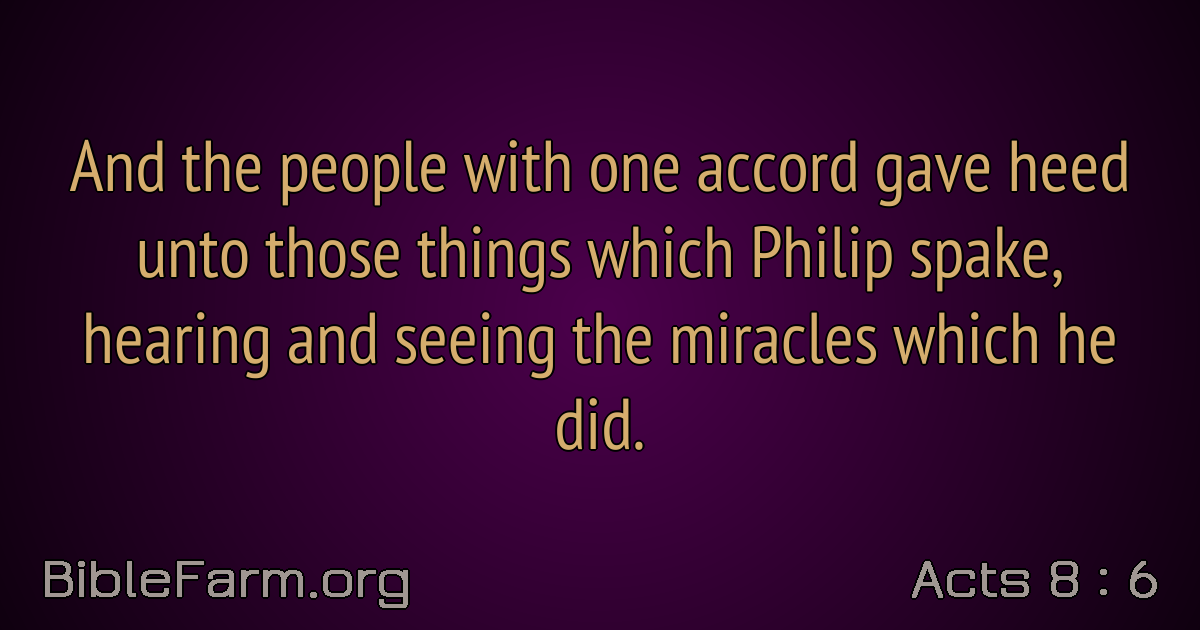 And the people with one accord gave heed
unto those things which Philip spake,
hearing and seeing the miracles which he
did.
BibleFarm.org
Acts 8 : 6